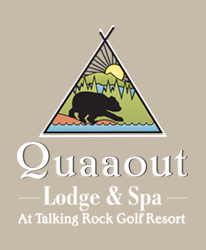 Quaaout
Lodge & Spa
At Talking Rock Golf Resort